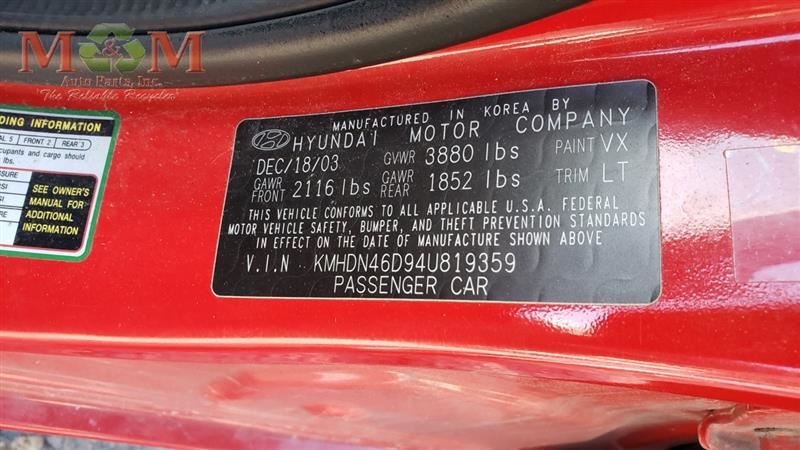 M&M
Auto Parts, Inc.
"The Reliable Recycler"
DING INFORMATION
AL 5 FRONT 2 REAR 3
cupants and cargo should
lbs.
SSURE
SEE OWNER'S
MANUAL FOR
ADDITIONAL
INFORMATION
MANUFACTURED IN KOREA BY
HYUNDAI MOTOR COMPANY
DEC/18/03 GVWR 3880 lbs PAINT VX
GAWR FRONT 2116 lbs GAWR REAR 1852 lbs TRIM LT
THIS VEHICLE CONFORMS TO ALL APPLICABLE U.S.A. FEDERAL
MOTOR VEHICLE SAFETY, BUMPER, AND THEFT PREVENTION STANDARDS
IN EFFECT ON THE DATE OF MANUFACTURE SHOWN ABOVE
V.I.N KMHDN46D94U819359
PASSENGER CAR